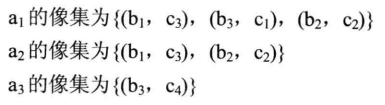 a₁的像集为{(b₁，c₃)，(b₃，c₁)，(b₂，c₂)}
a₂的像集为{(b₁，c₃)，(b₂，c₂)}
a₃的像集为{(b₃，c₄)}